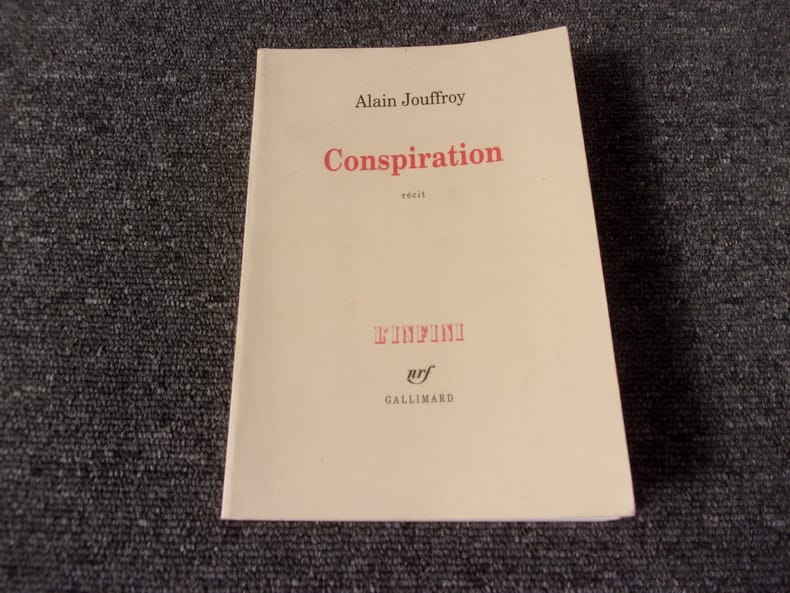 Alain Jouffroy
Conspiration
récit
L'INFINI
nrf
GALLIMARD